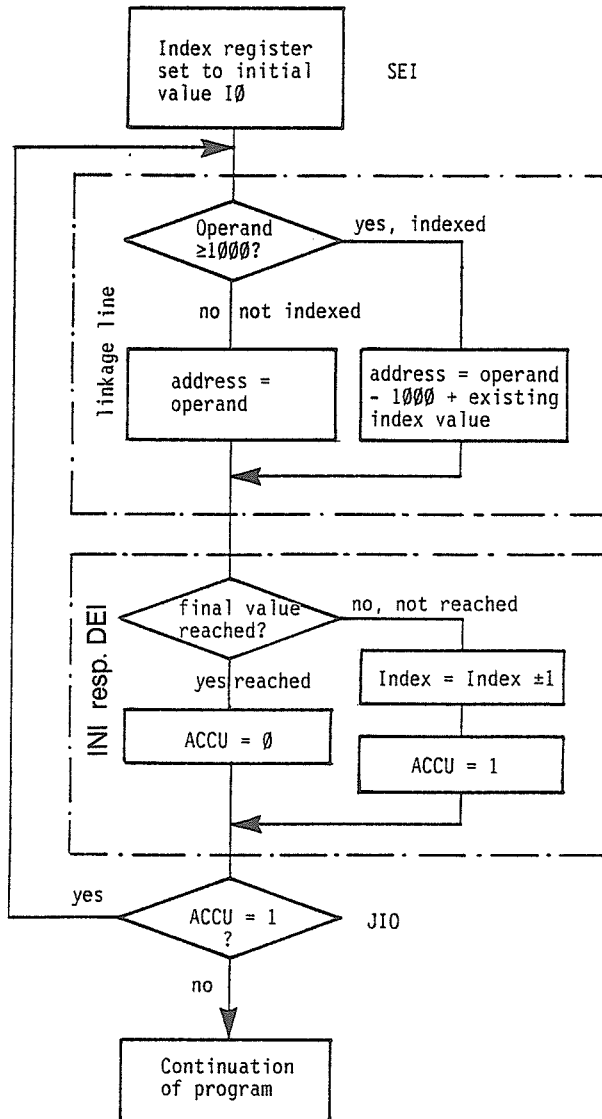 Index register
set to initial
value IØ
SEI
Operand
≥1ØØØ?
yes, indexed
no not indexed
linkage line
address =
operand
address = operand
- 1ØØØ + existing
index value
final value
reached?
no, not reached
INI resp. DEI
yes reached
Index = Index ±1
ACCU = Ø
ACCU = 1
yes
ACCU = 1
?
JIO
no
Continuation
of program